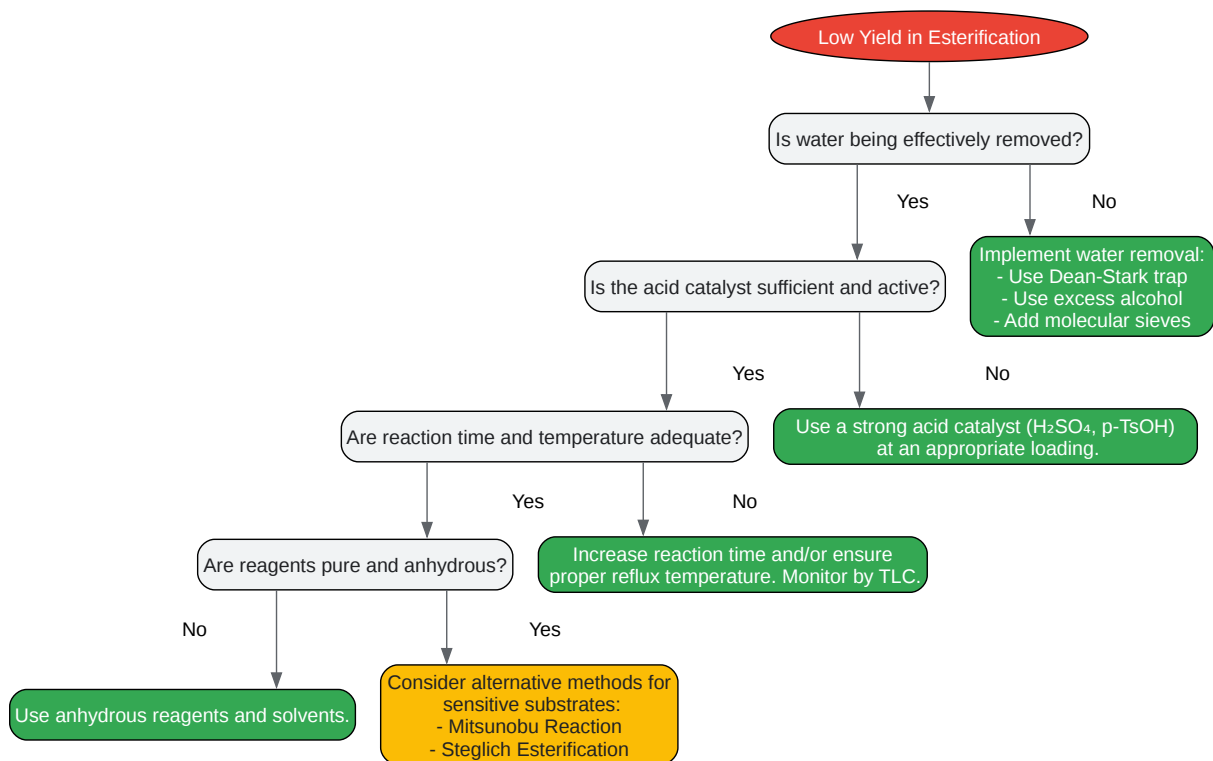 Low Yield in Esterification
Is water being effectively removed?
Yes
No
Implement water removal:
- Use Dean-Stark trap
- Use excess alcohol
- Add molecular sieves
Is the acid catalyst sufficient and active?
Yes
No
Use a strong acid catalyst (H₂SO₄, p-TsOH)
at an appropriate loading.
Are reaction time and temperature adequate?
Yes
No
Increase reaction time and/or ensure
proper reflux temperature. Monitor by TLC.
Are reagents pure and anhydrous?
No
Yes
Use anhydrous reagents and solvents.
Consider alternative methods for
sensitive substrates:
- Mitsunobu Reaction
- Steglich Esterification